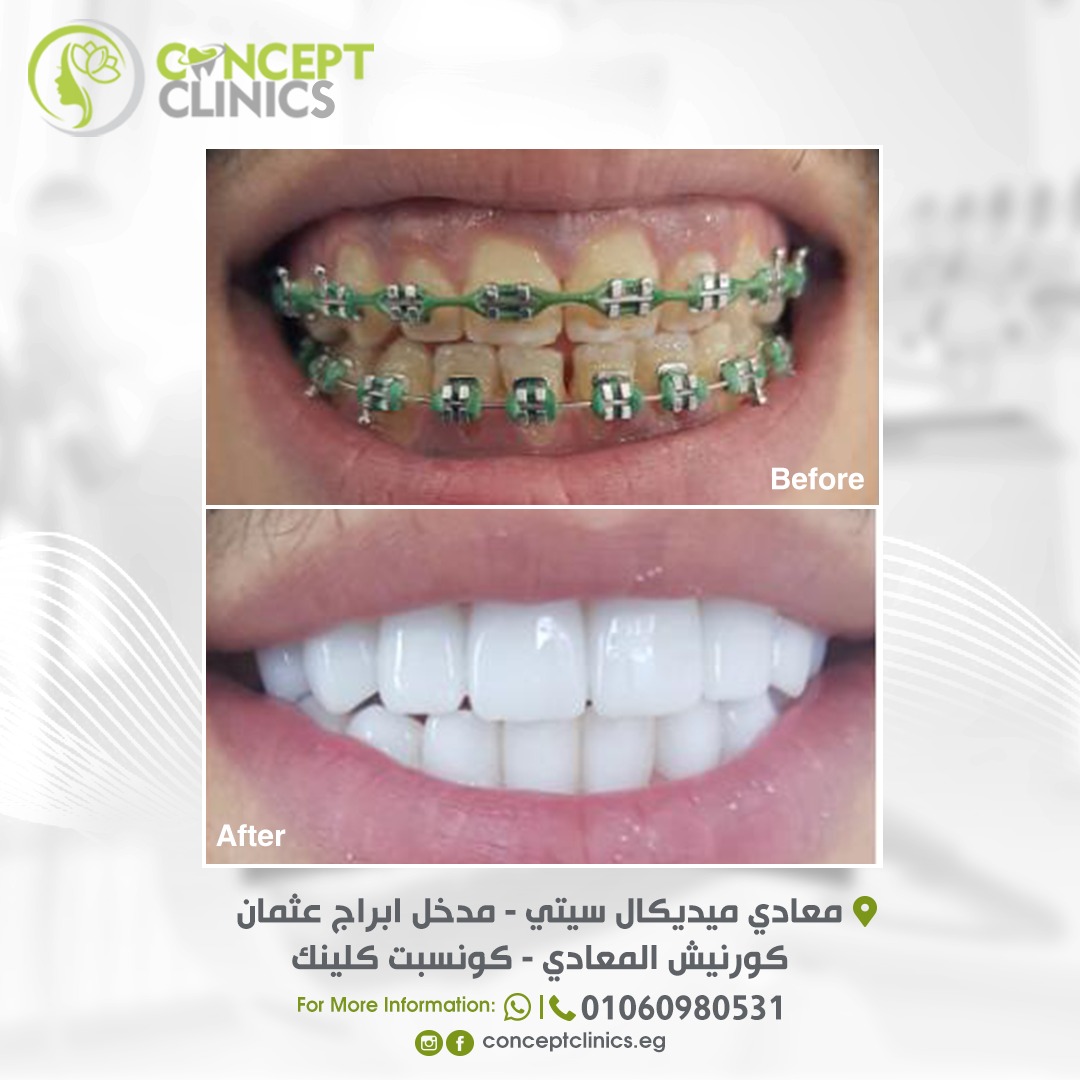 CONCEPT
CLINICS
Before
After
معادي ميديكال سيتي - مدخل ابراج عثمان
كورنيش المعادي - كونسبت كلينك
For More Information: | 01060980531
conceptclinics.eg